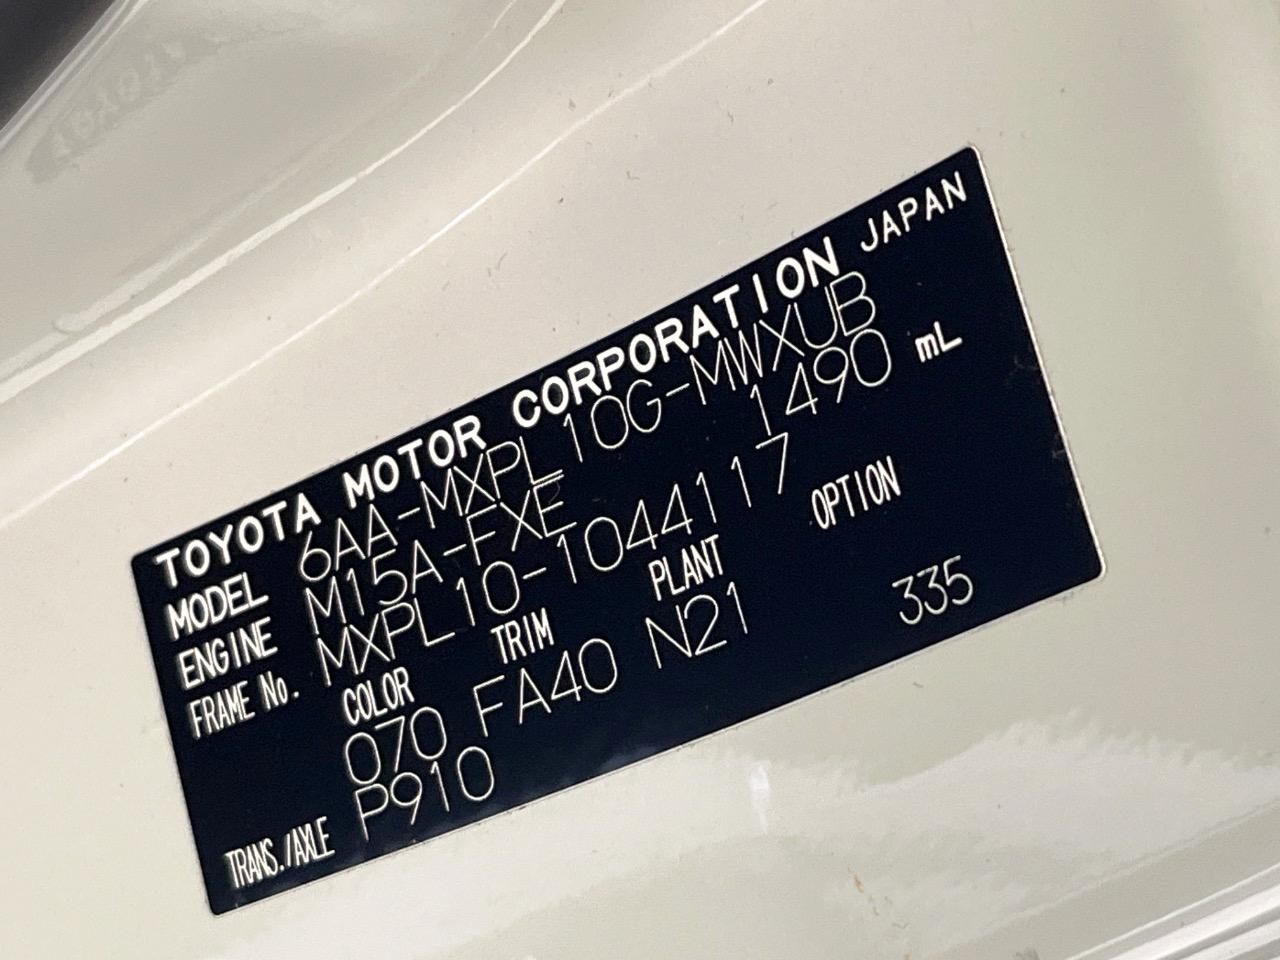 TOYOTA MOTOR CORPORATION JAPAN
MODEL 6AA-MXPL10G-MWXUB
ENGINE M15A-FXE 1490 mL
FRAME No. MXPL10-1044117
COLOR TRIM PLANT OPTION
070 FA40 N21 335
TRANS./AXLE P910